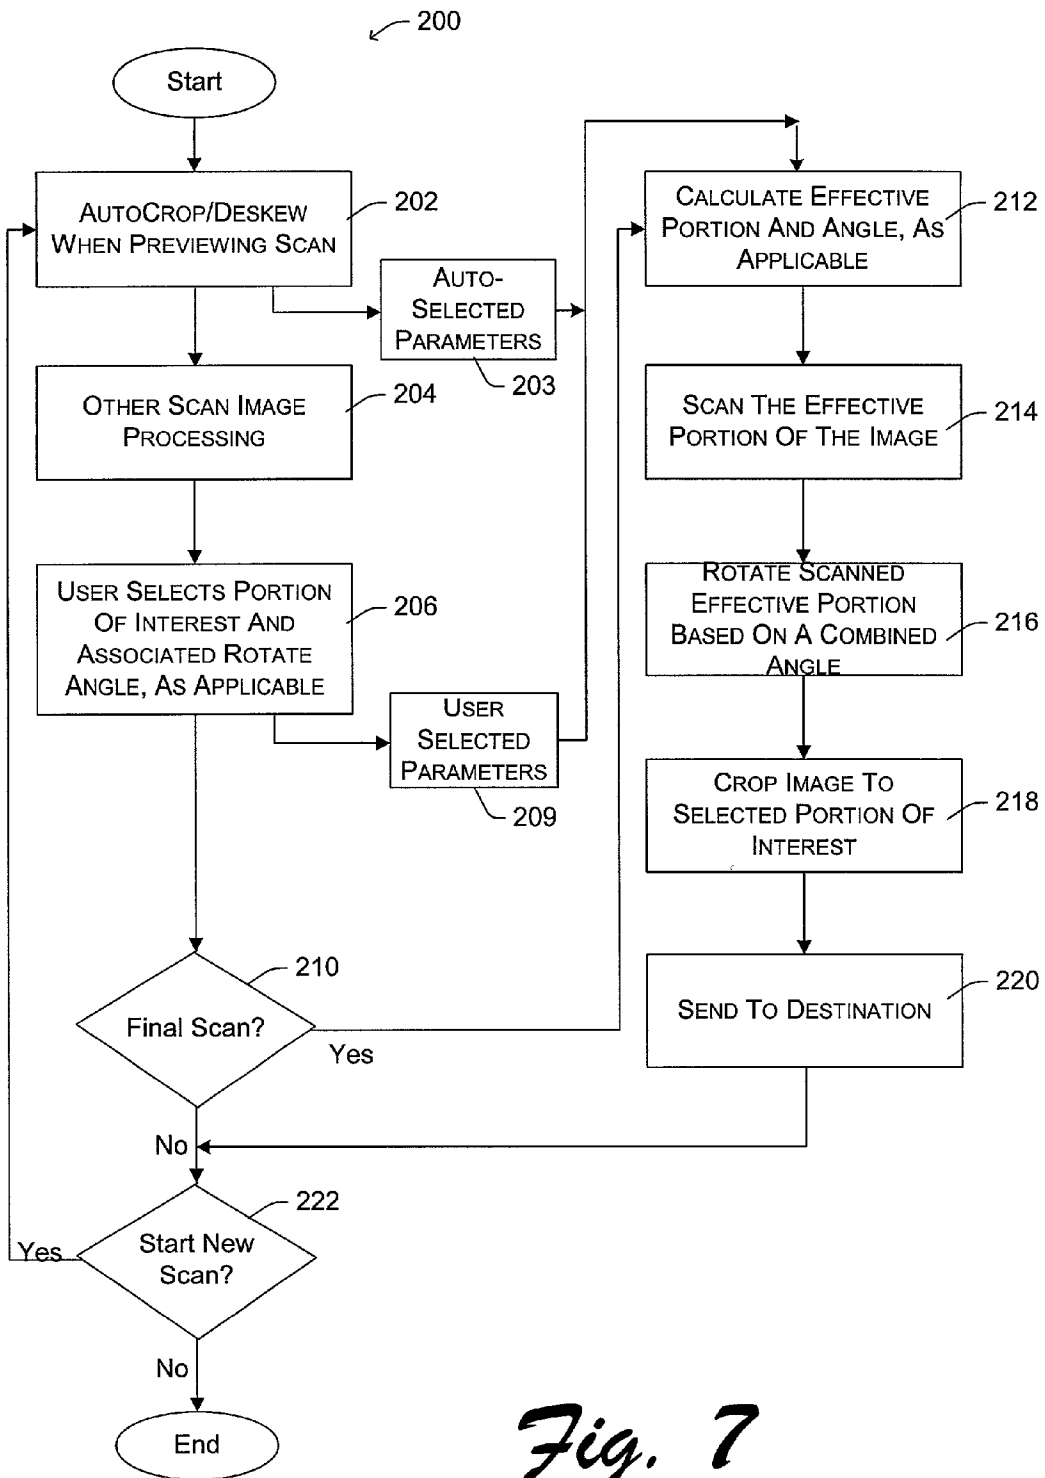 200
Start
AUTOCROP/DESKEW
WHEN PREVIEWING SCAN
202
AUTO-
SELECTED
PARAMETERS
203
OTHER SCAN IMAGE
PROCESSING
204
USER SELECTS PORTION
OF INTEREST AND
ASSOCIATED ROTATE
ANGLE, AS APPLICABLE
206
USER
SELECTED
PARAMETERS
209
Final Scan?
210
Yes
No
Start New
Scan?
222
Yes
No
End
CALCULATE EFFECTIVE
PORTION AND ANGLE, AS
APPLICABLE
212
SCAN THE EFFECTIVE
PORTION OF THE IMAGE
214
ROTATE SCANNED
EFFECTIVE PORTION
BASED ON A COMBINED
ANGLE
216
CROP IMAGE TO
SELECTED PORTION OF
INTEREST
218
SEND TO DESTINATION
220
Fig. 7